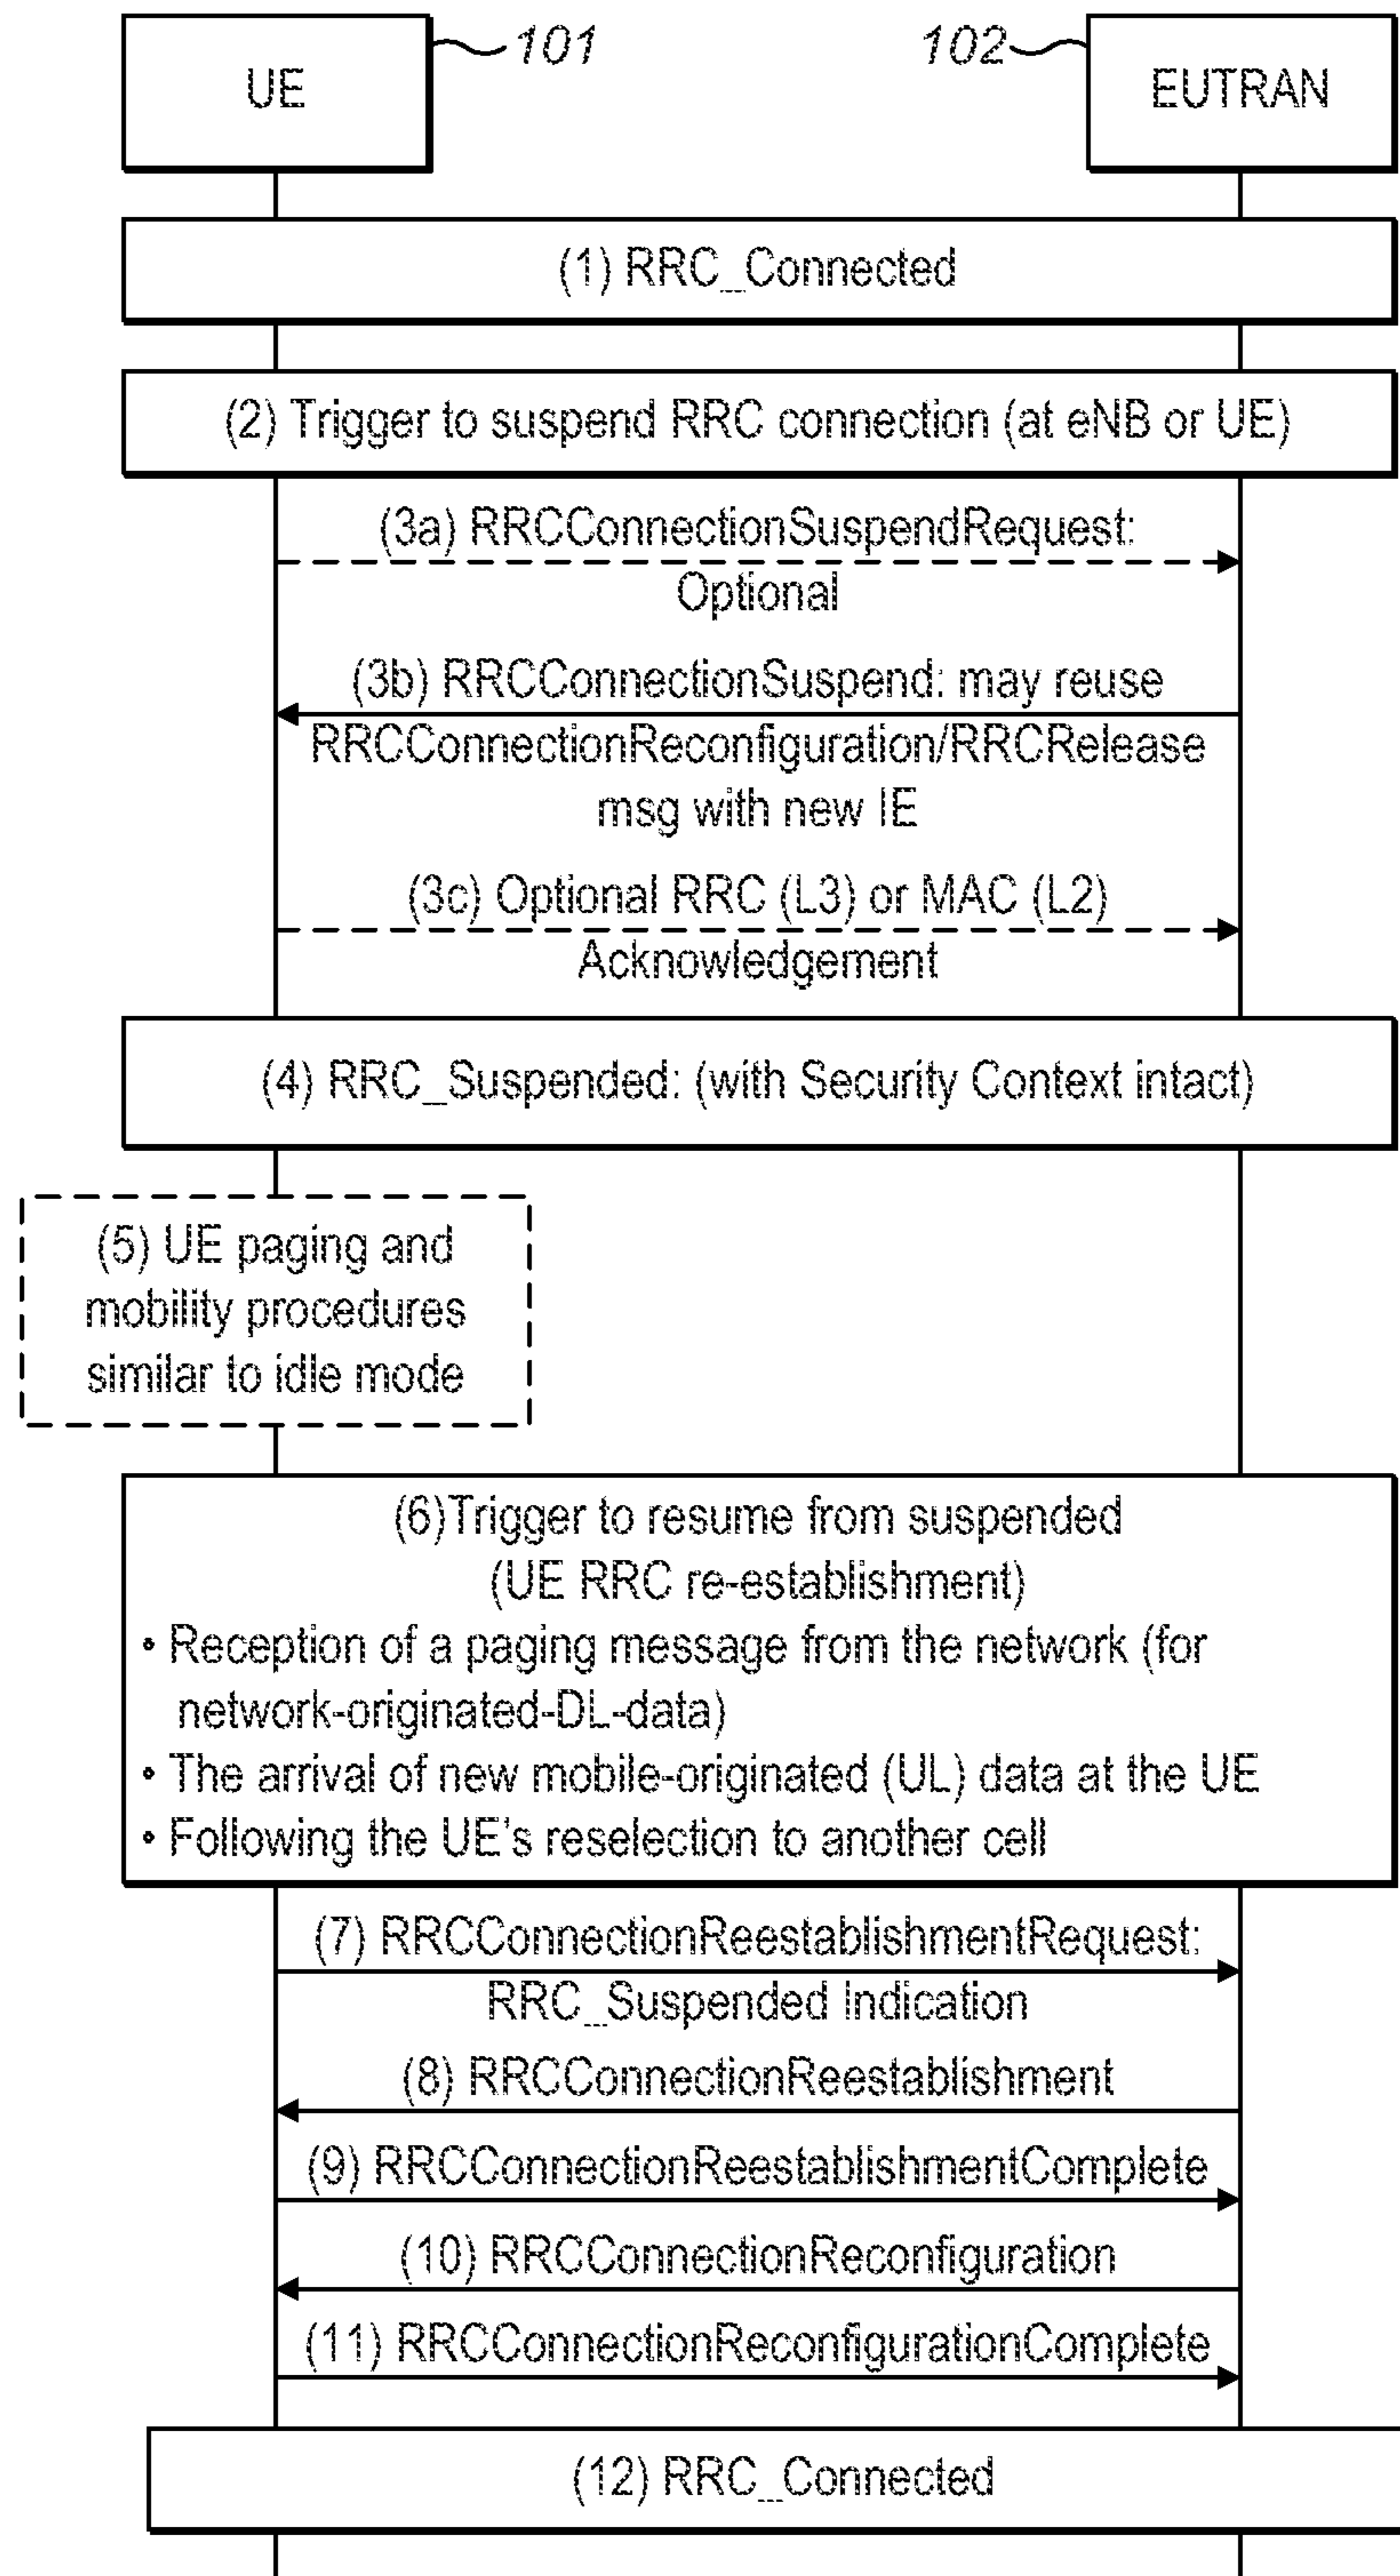 UE
101
102
EUTRAN
(1) RRC_Connected
(2) Trigger to suspend RRC connection (at eNB or UE)
(3a) RRCConnectionSuspendRequest:
Optional
(3b) RRCConnectionSuspend: may reuse
RRCConnectionReconfiguration/RRCRelease
msg with new IE
(3c) Optional RRC (L3) or MAC (L2)
Acknowledgement
(4) RRC_Suspended: (with Security Context intact)
(5) UE paging and
mobility procedures
similar to idle mode
(6)Trigger to resume from suspended
(UE RRC re-establishment)
• Reception of a paging message from the network (for
network-originated-DL-data)
• The arrival of new mobile-originated (UL) data at the UE
• Following the UE's reselection to another cell
(7) RRCConnectionReestablishmentRequest:
RRC_Suspended Indication
(8) RRCConnectionReestablishment
(9) RRCConnectionReestablishmentComplete
(10) RRCConnectionReconfiguration
(11) RRCConnectionReconfigurationComplete
(12) RRC_Connected